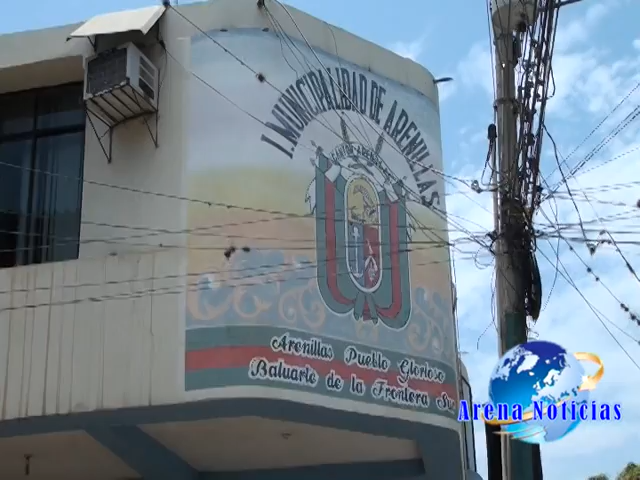 I. MUNICIPALIDAD DE ARENILLAS
Arenillas Pueblo Glorioso
Baluarte de la Frontera Sur
Arena Noticias